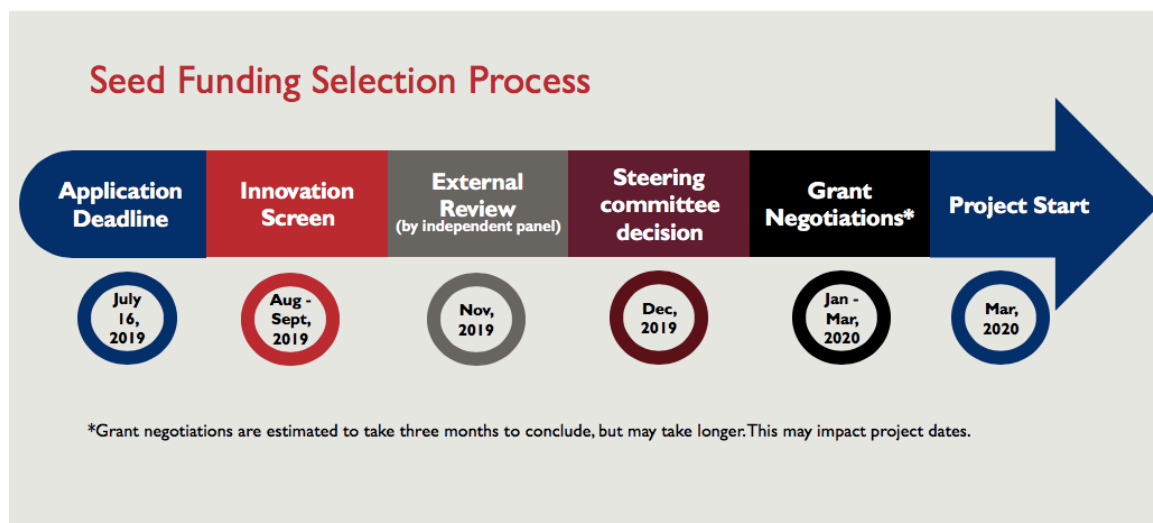 Seed Funding Selection Process
Application
Deadline
Innovation
Screen
External
Review
(by independent panel)
Steering
committee
decision
Grant
Negotiations*
Project Start
July
16,
2019
Aug -
Sept,
2019
Nov,
2019
Dec,
2019
Jan -
Mar,
2020
Mar,
2020
*Grant negotiations are estimated to take three months to conclude, but may take longer. This may impact project dates.